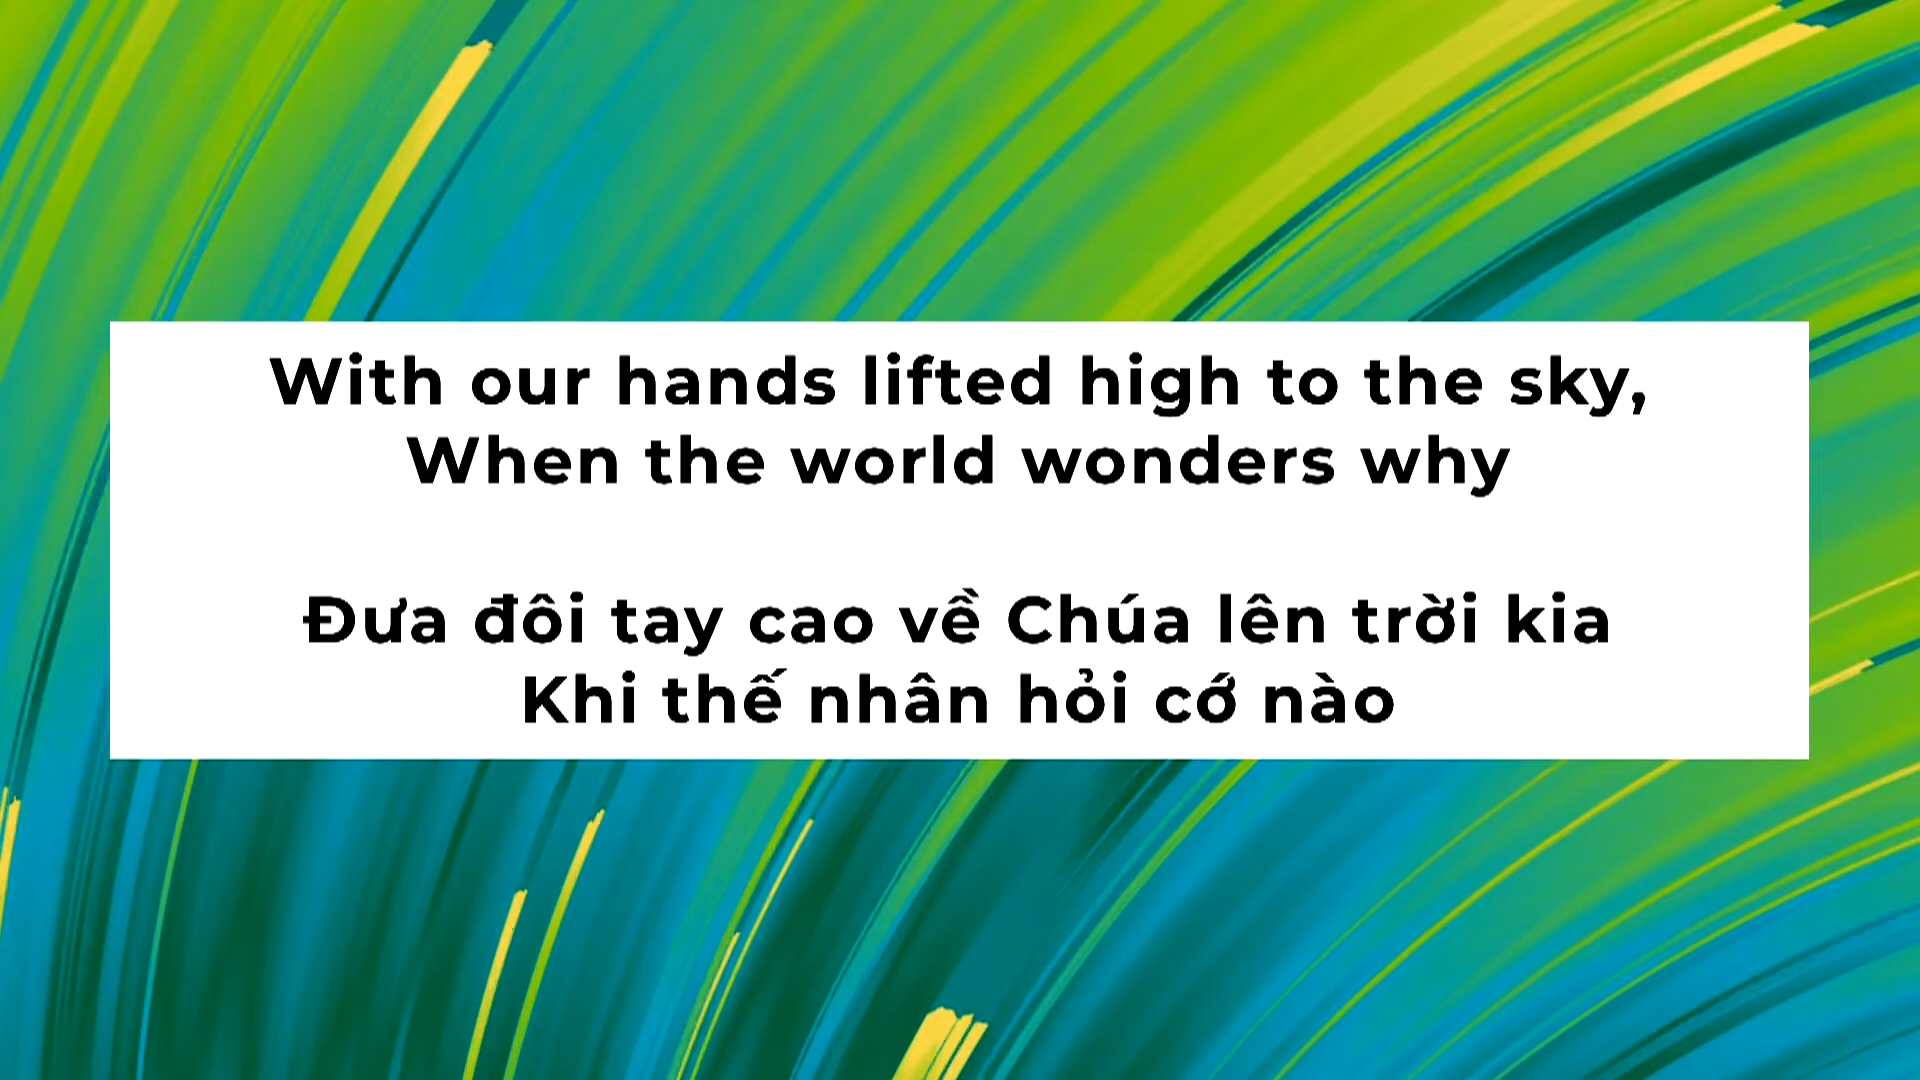 With our hands lifted high to the sky,
When the world wonders why
Đưa đôi tay cao về Chúa lên trời kia
Khi thế nhân hỏi cớ nào